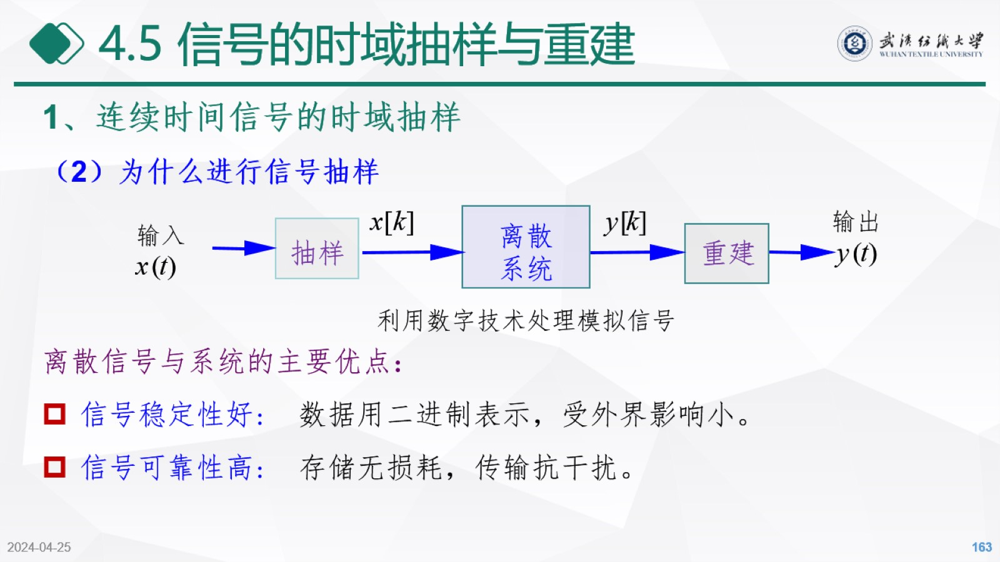 4.5 信号的时域抽样与重建
武汉纺织大学
WUHAN TEXTILE UNIVERSITY
1、连续时间信号的时域抽样
（2）为什么进行信号抽样
输入
x(t)
抽样
x[k]
离散
系统
y[k]
重建
输出
y(t)
利用数字技术处理模拟信号
离散信号与系统的主要优点：
信号稳定性好： 数据用二进制表示，受外界影响小。
信号可靠性高： 存储无损耗，传输抗干扰。
2024-04-25
163